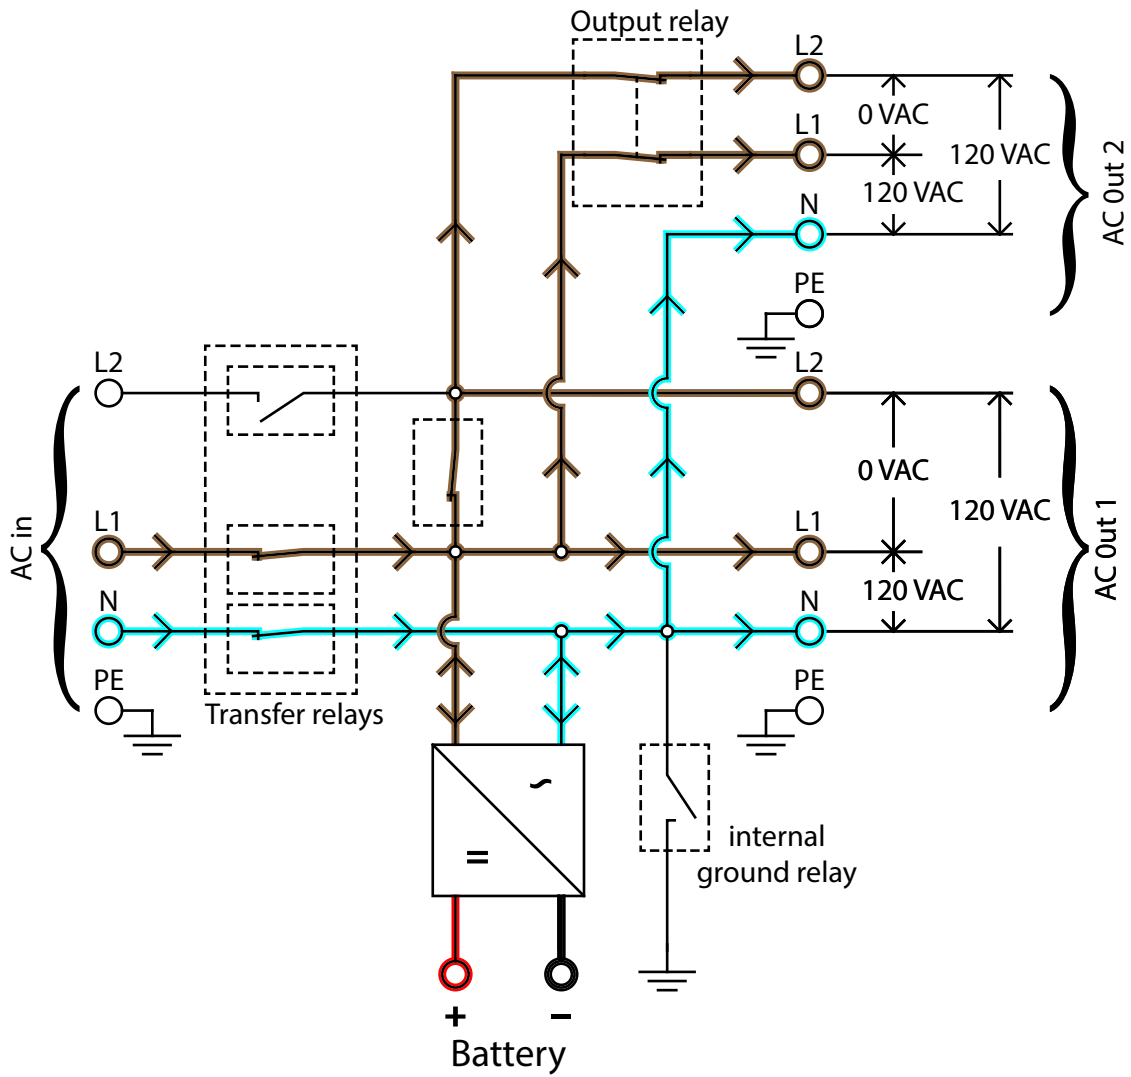 Output relay
L2
0 VAC
L1
120 VAC
120 VAC
N
PE
AC Out 2
L2
L2
0 VAC
120 VAC
L1
L1
120 VAC
N
N
PE
PE
AC in
AC Out 1
Transfer relays
~
=
internal
ground relay
+
−
Battery